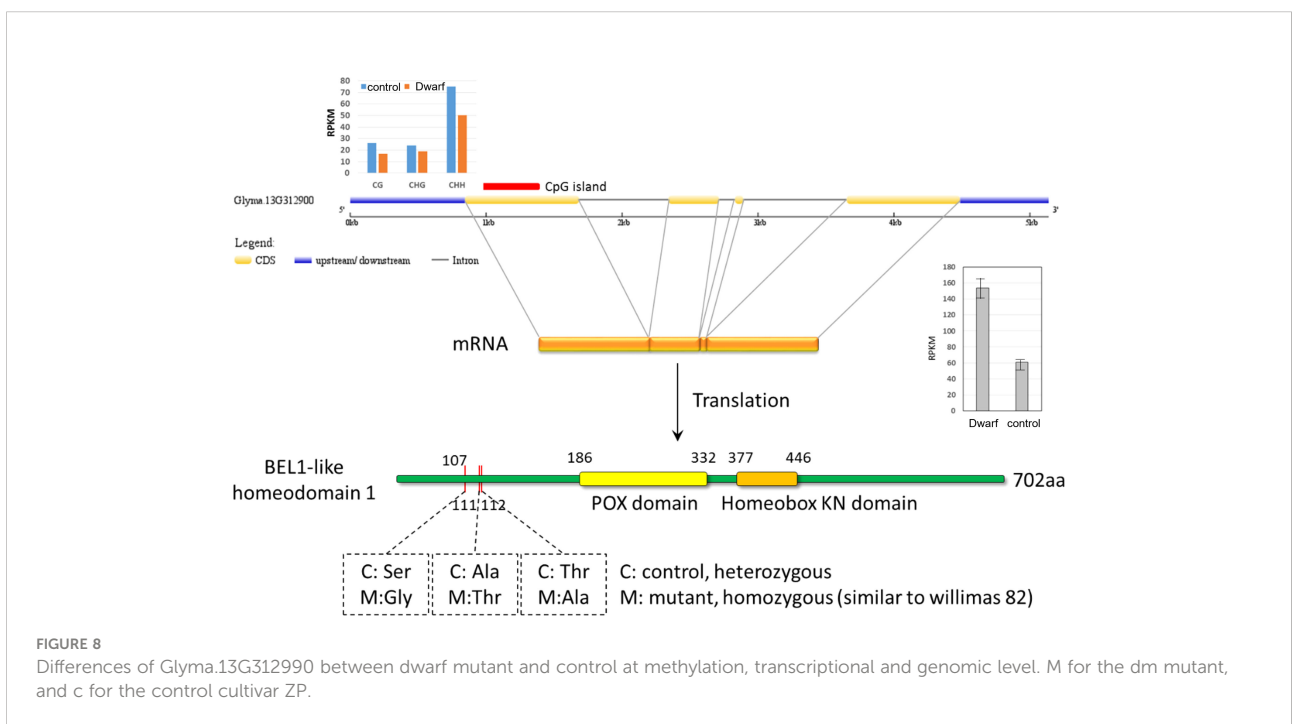 80
70
60
50
40
30
20
10
0
RPKM
control Dwarf
CG CHG CHH
CpG island
Glyma.13G312900
5' 3'
0kb 1kb 2kb 3kb 4kb 5kb
Legend:
CDS upstream/ downstream Intron
180
160
140
120
100
80
60
40
20
0
RPKM
Dwarf control
mRNA
Translation
BEL1-like
homeodomain 1
107 186 332 377 446
702aa
111 112 POX domain Homeobox KN domain
C: Ser C: Ala C: Thr C: control, heterozygous
M:Gly M:Thr M:Ala M: mutant, homozygous (similar to willimas 82)
FIGURE 8
Differences of Glyma.13G312990 between dwarf mutant and control at methylation, transcriptional and genomic level. M for the dm mutant,
and c for the control cultivar ZP.